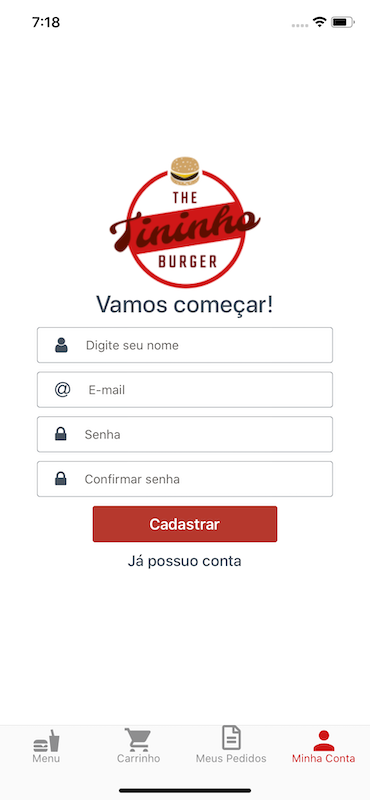 7:18
THE
Tininho
BURGER
Vamos começar!
Digite seu nome
@ E-mail
Senha
Confirmar senha
Cadastrar
Já possuo conta
Menu
Carrinho
Meus Pedidos
Minha Conta